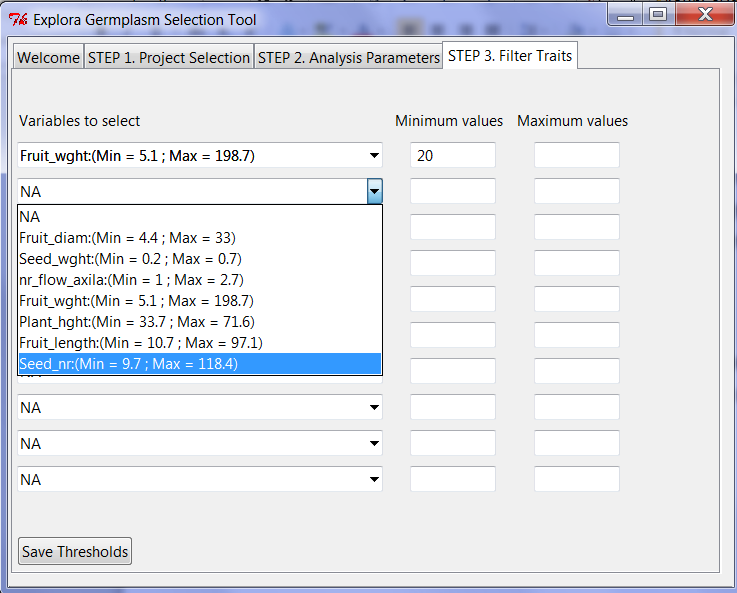 Explora Germplasm Selection Tool
Welcome STEP 1. Project Selection STEP 2. Analysis Parameters STEP 3. Filter Traits
Variables to select Minimum values Maximum values
Fruit_wght:(Min = 5.1 ; Max = 198.7) 20
NA
NA
Fruit_diam:(Min = 4.4 ; Max = 33)
Seed_wght:(Min = 0.2 ; Max = 0.7)
nr_flow_axila:(Min = 1 ; Max = 2.7)
Fruit_wght:(Min = 5.1 ; Max = 198.7)
Plant_hght:(Min = 33.7 ; Max = 71.6)
Fruit_length:(Min = 10.7 ; Max = 97.1)
Seed_nr:(Min = 9.7 ; Max = 118.4)
NA
NA
NA
Save Thresholds